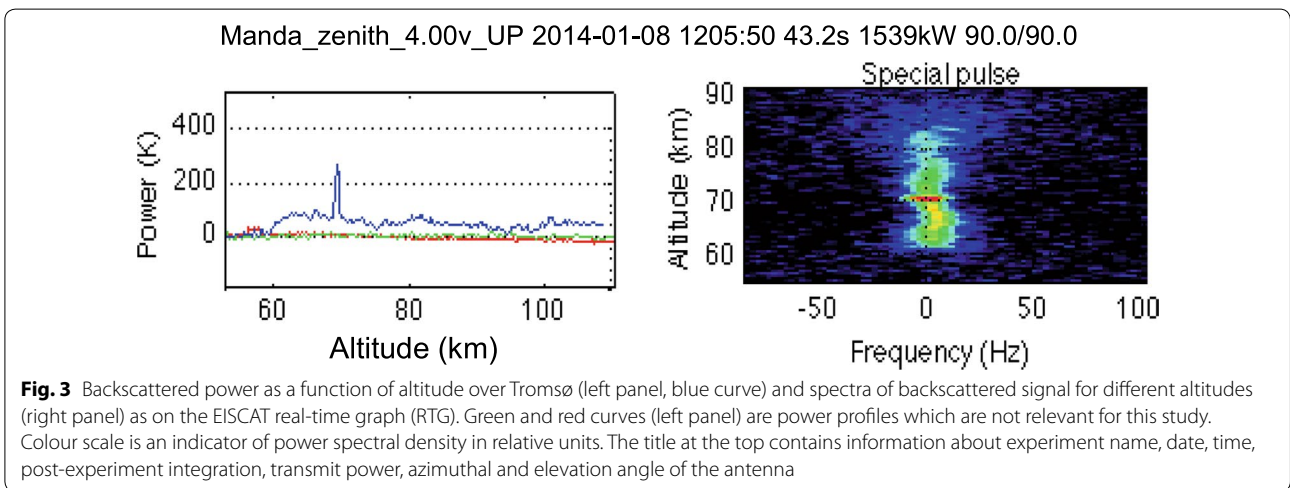 Manda_zenith_4.00v_UP 2014-01-08 1205:50 43.2s 1539kW 90.0/90.0
Power (K)
400
200
0
60 80 100
Altitude (km)
Special pulse
Altitude (km)
90
80
70
60
-50 0 50 100
Frequency (Hz)
Fig. 3 Backscattered power as a function of altitude over Tromsø (left panel, blue curve) and spectra of backscattered signal for different altitudes
(right panel) as on the EISCAT real-time graph (RTG). Green and red curves (left panel) are power profiles which are not relevant for this study.
Colour scale is an indicator of power spectral density in relative units. The title at the top contains information about experiment name, date, time,
post-experiment integration, transmit power, azimuthal and elevation angle of the antenna